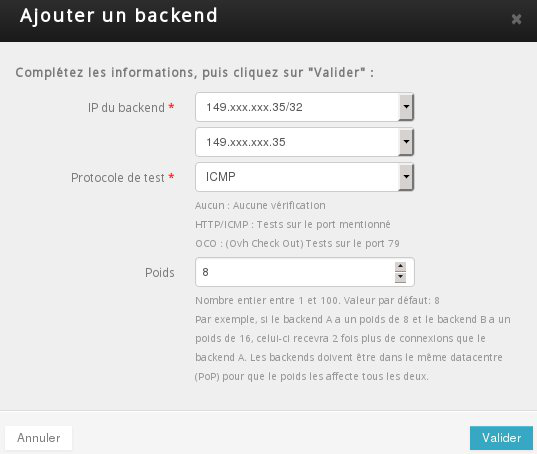 Ajouter un backend
Complétez les informations, puis cliquez sur "Valider" :
IP du backend * 149.xxx.xxx.35/32
149.xxx.xxx.35
Protocole de test * ICMP
Aucun : Aucune vérification
HTTP/ICMP : Tests sur le port mentionné
OCO : (Ovh Check Out) Tests sur le port 79
Poids 8
Nombre entier entre 1 et 100. Valeur par défaut: 8
Par exemple, si le backend A a un poids de 8 et le backend B a un
poids de 16, celui-ci recevra 2 fois plus de connexions que le
backend A. Les backends doivent être dans le même datacentre
(PoP) pour que le poids les affecte tous les deux.
Annuler Valider